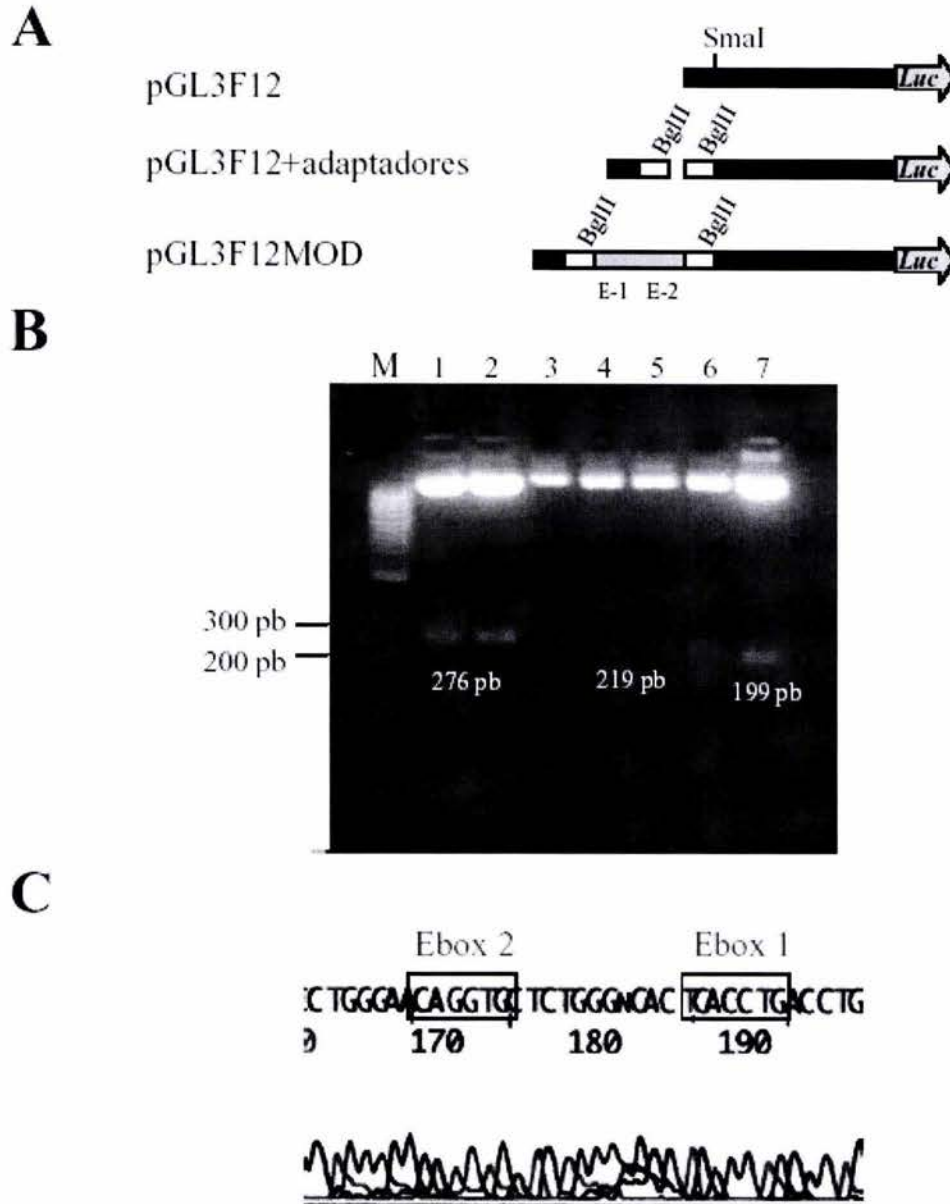 A
SmaI
pGL3F12
Luc
BglII BglII
pGL3F12+adaptadores
Luc
BglII BglII
pGL3F12MOD
Luc
E-1 E-2
B
M 1 2 3 4 5 6 7
300 pb
200 pb
276 pb 219 pb 199 pb
C
Ebox 2 Ebox 1
CTGGGAACAGGTGCTCTGGGNCACTCACCTGACCTG
0 170 180 190